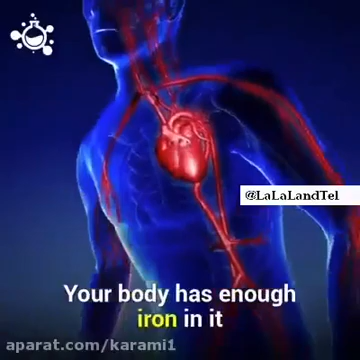 @LaLaLandTel
Your body has enough
iron in it
aparat.com/karami1